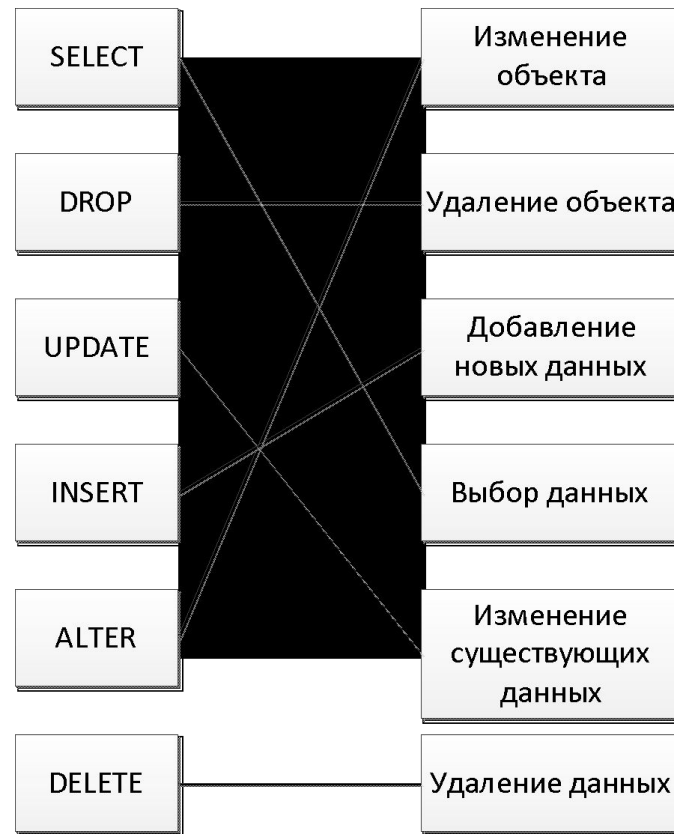 SELECT
Изменение
объекта
DROP
Удаление объекта
UPDATE
Добавление
новых данных
INSERT
Выбор данных
ALTER
Изменение
существующих
данных
DELETE
Удаление данных